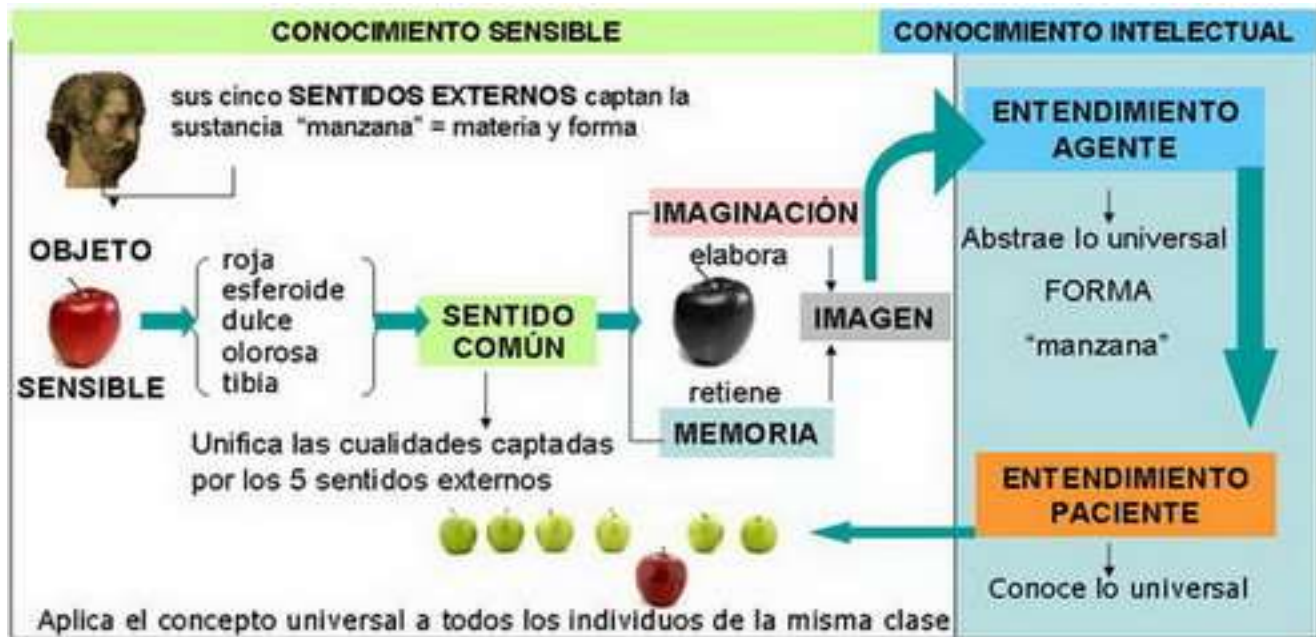 CONOCIMIENTO SENSIBLE
CONOCIMIENTO INTELECTUAL
sus cinco SENTIDOS EXTERNOS captan la
sustancia "manzana" = materia y forma
OBJETO
SENSIBLE
roja
esferoide
dulce
olorosa
tibia
SENTIDO
COMÚN
Unifica las cualidades captadas
por los 5 sentidos externos
IMAGINACIÓN
elabora
IMAGEN
retiene
MEMORIA
ENTENDIMIENTO
AGENTE
Abstrae lo universal
FORMA
"manzana"
ENTENDIMIENTO
PACIENTE
Conoce lo universal
Aplica el concepto universal a todos los individuos de la misma clase